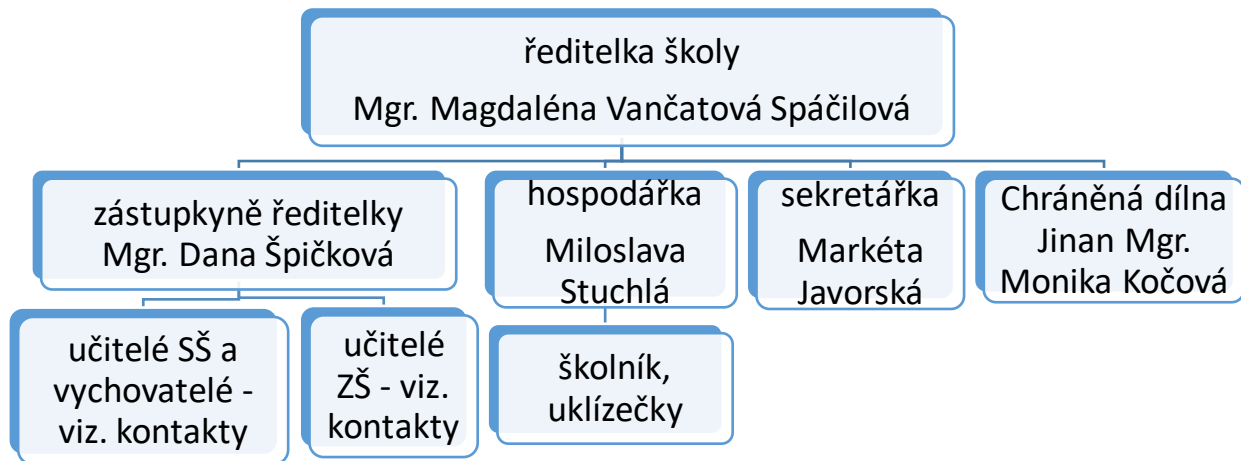 ředitelka školy
Mgr. Magdaléna Vančatová Spáčilová
zástupkyně ředitelky
Mgr. Dana Špičková
hospodářka
Miloslava
Stuchlá
sekretářka
Markéta
Javorská
Chráněná dílna
Jinan Mgr.
Monika Kočová
učitelé SŠ a
vychovatelé -
viz. kontakty
učitelé
ZŠ - viz.
kontakty
školník,
uklízečky